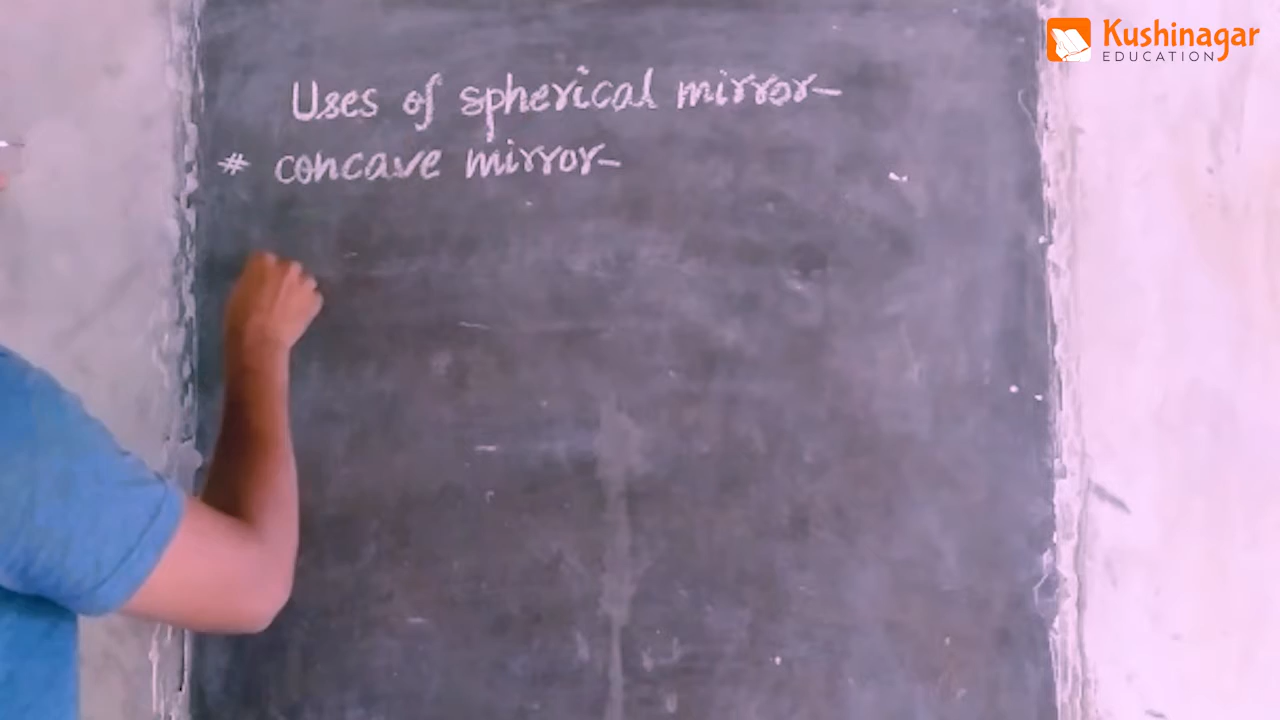 Kushinagar
EDUCATION
Uses of spherical mirror-
# concave mirror-